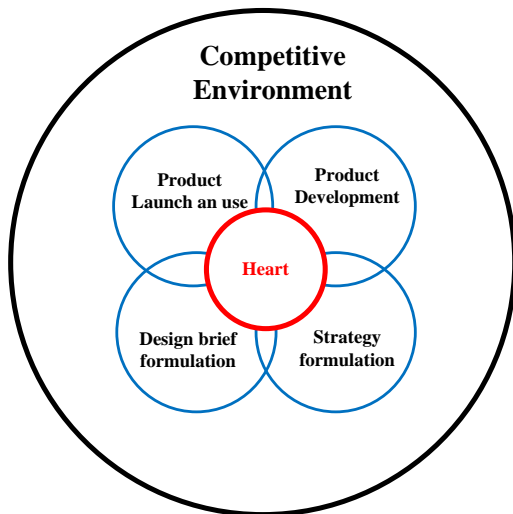 Competitive
Environment
Product
Launch an use
Product
Development
Heart
Design brief
formulation
Strategy
formulation